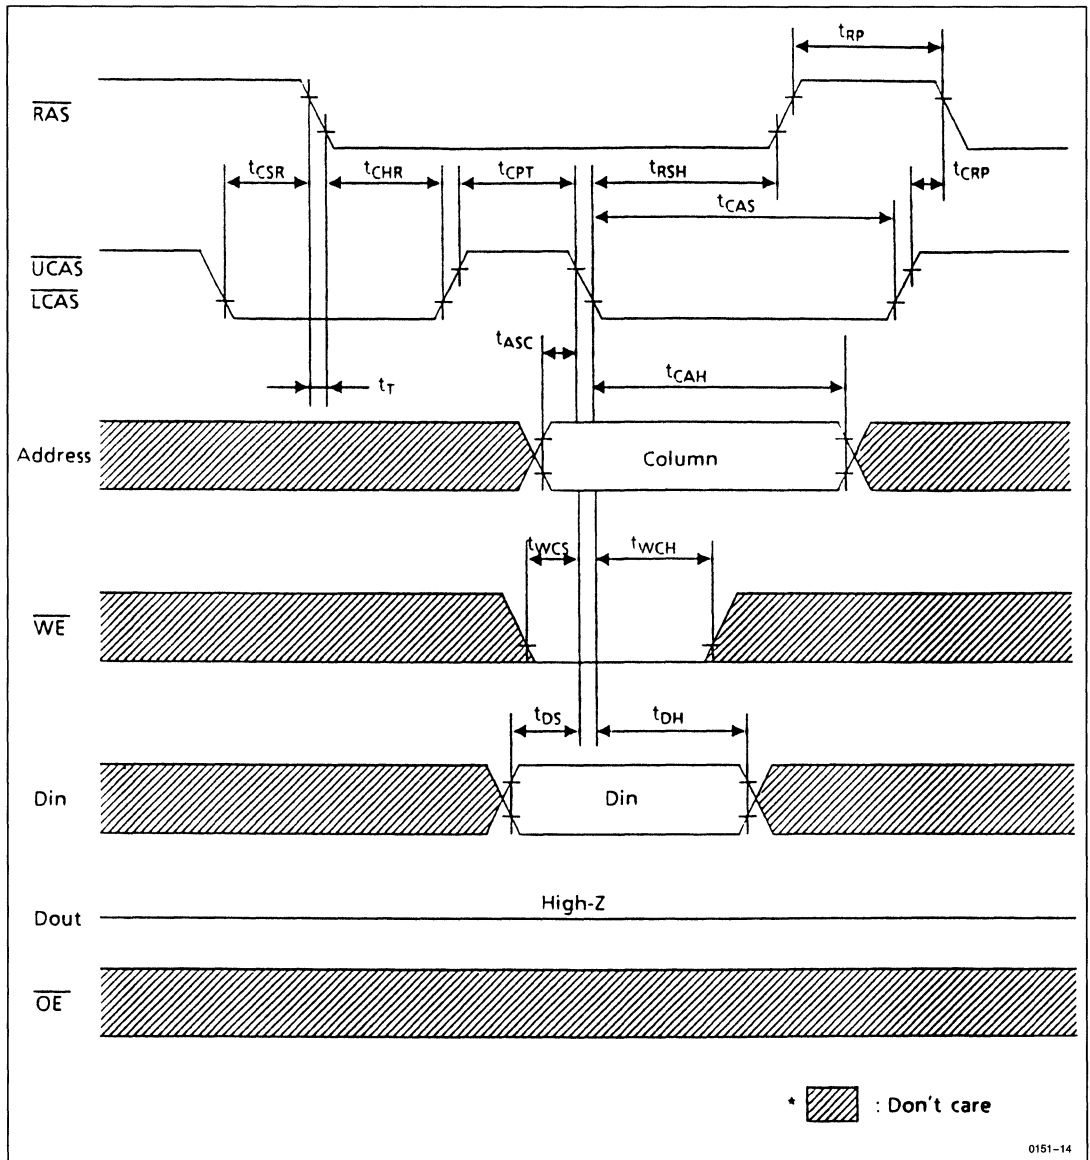 tRP
RAS
tCSR
tCHR
tCPT
tRSH
tCRP
tCAS
UCAS
LCAS
tASC
tCAH
tT
Address
Column
tWCS
tWCH
WE
tDS
tDH
Din
Din
High-Z
Dout
OE
* : Don't care
0151-14